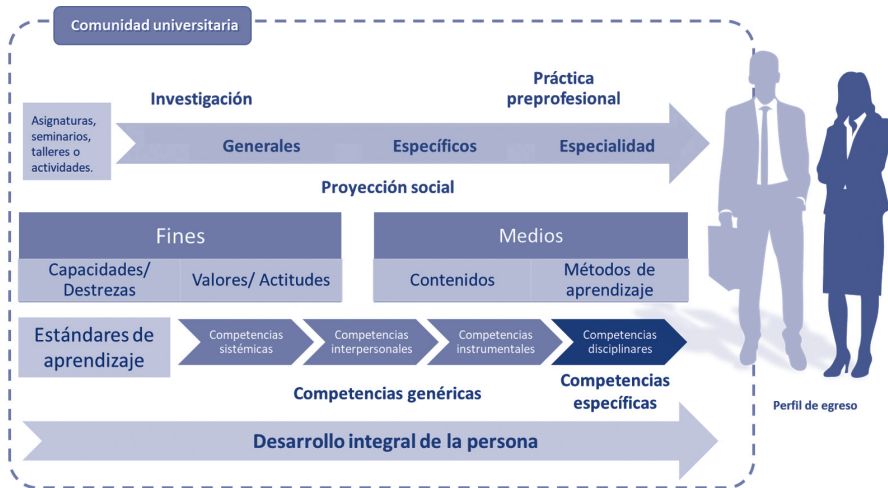 Comunidad universitaria
Práctica
Investigación
preprofesional
Asignaturas,
seminarios,
talleres o
actividades.
Generales
Específicos
Especialidad
Proyección social
Fines
Medios
Capacidades/
Destrezas
Valores/ Actitudes
Contenidos
Métodos de
aprendizaje
Estándares de
aprendizaje
Competencias
sistémicas
Competencias
interpersonales
Competencias
instrumentales
Competencias
disciplinares
Competencias genéricas
Competencias
específicas
Perfil de egreso
Desarrollo integral de la persona